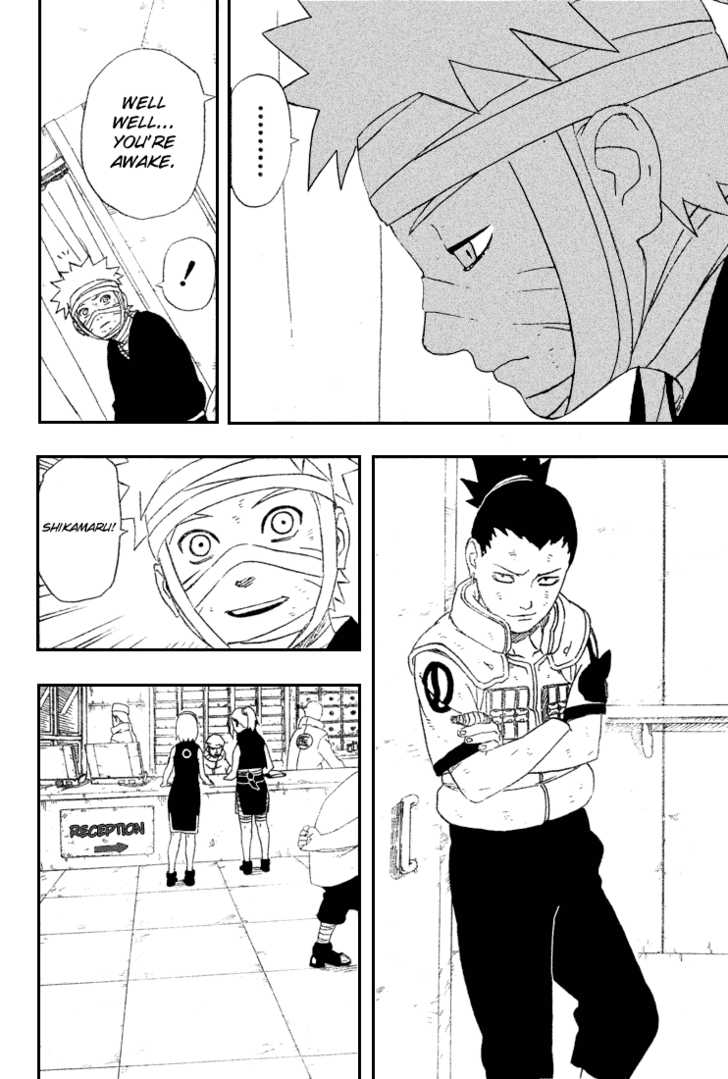 .........
WELL
WELL...
YOU'RE
AWAKE.
!
SHIKAMARU!
RECEPTION